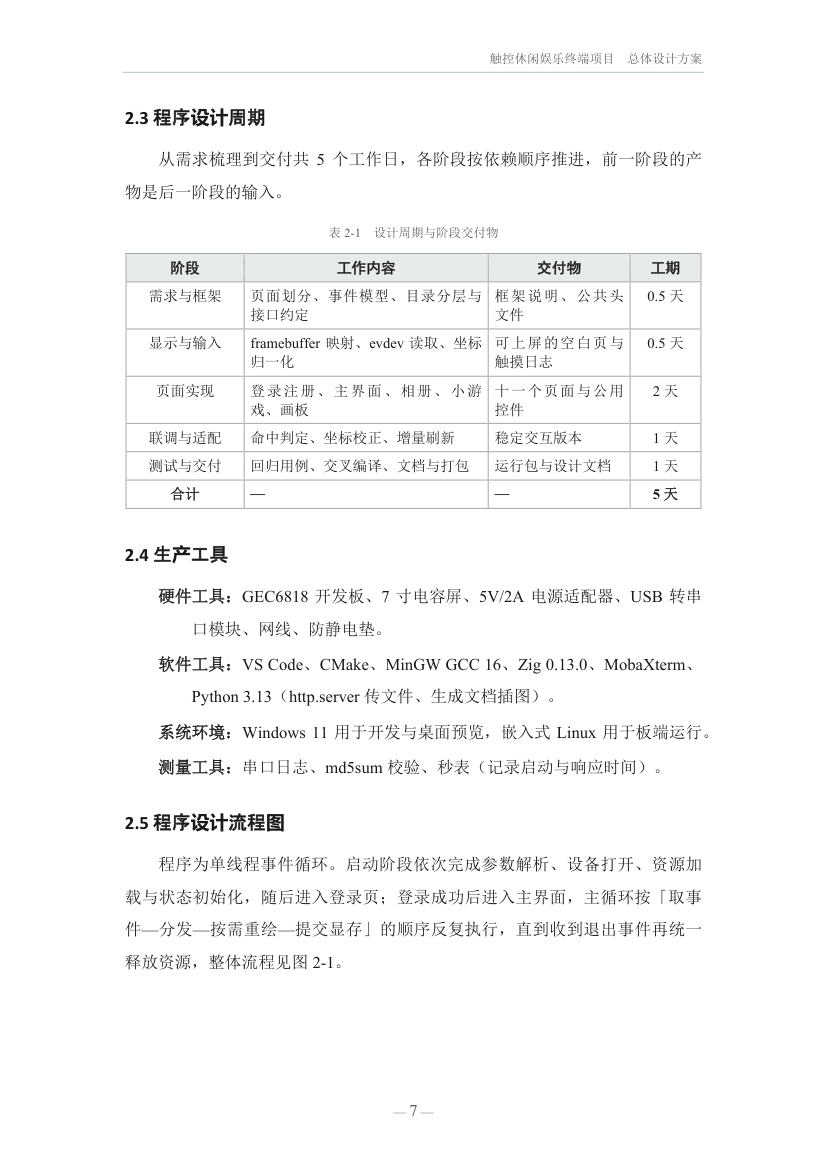 触控休闲娱乐终端项目　总体设计方案
2.3 程序设计周期
从需求梳理到交付共 5 个工作日，各阶段按依赖顺序推进，前一阶段的产
物是后一阶段的输入。
表 2-1　设计周期与阶段交付物
阶段 工作内容 交付物 工期
需求与框架 页面划分、事件模型、目录分层与 框架说明、公共头 0.5 天
接口约定 文件
显示与输入 framebuffer 映射、evdev 读取、坐标 可上屏的空白页与 0.5 天
归一化 触摸日志
页面实现 登录注册、主界面、相册、小游 十一个页面与公用 2 天
戏、画板 控件
联调与适配 命中判定、坐标校正、增量刷新 稳定交互版本 1 天
测试与交付 回归用例、交叉编译、文档与打包 运行包与设计文档 1 天
合计 — — 5 天
2.4 生产工具
硬件工具：GEC6818 开发板、7 寸电容屏、5V/2A 电源适配器、USB 转串
口模块、网线、防静电垫。
软件工具：VS Code、CMake、MinGW GCC 16、Zig 0.13.0、MobaXterm、
Python 3.13（http.server 传文件、生成文档插图）。
系统环境：Windows 11 用于开发与桌面预览，嵌入式 Linux 用于板端运行。
测量工具：串口日志、md5sum 校验、秒表（记录启动与响应时间）。
2.5 程序设计流程图
程序为单线程事件循环。启动阶段依次完成参数解析、设备打开、资源加
载与状态初始化，随后进入登录页；登录成功后进入主界面，主循环按「取事
件—分发—按需重绘—提交显存」的顺序反复执行，直到收到退出事件再统一
释放资源，整体流程见图 2-1。
— 7 —